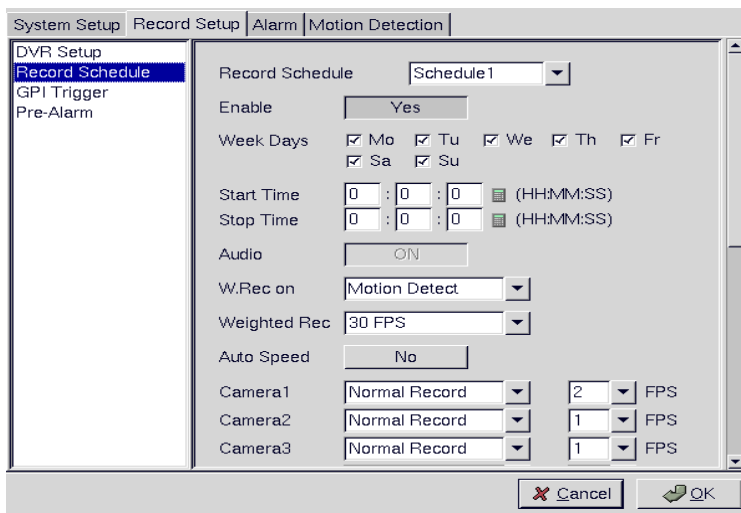 System Setup Record Setup Alarm Motion Detection
DVR Setup
Record Schedule
GPI Trigger
Pre-Alarm
Record Schedule Schedule1
Enable Yes
Week Days Mo Tu We Th Fr
Sa Su
Start Time 0 : 0 : 0 (HH:MM:SS)
Stop Time 0 : 0 : 0 (HH:MM:SS)
Audio ON
W.Rec on Motion Detect
Weighted Rec 30 FPS
Auto Speed No
Camera1 Normal Record 2 FPS
Camera2 Normal Record 1 FPS
Camera3 Normal Record 1 FPS
Cancel OK